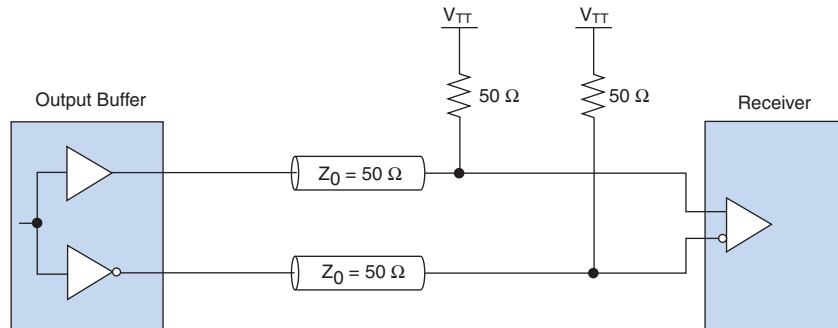 V_TT V_TT
50 Ω 50 Ω
Output Buffer Receiver
Z_0 = 50 Ω
Z_0 = 50 Ω